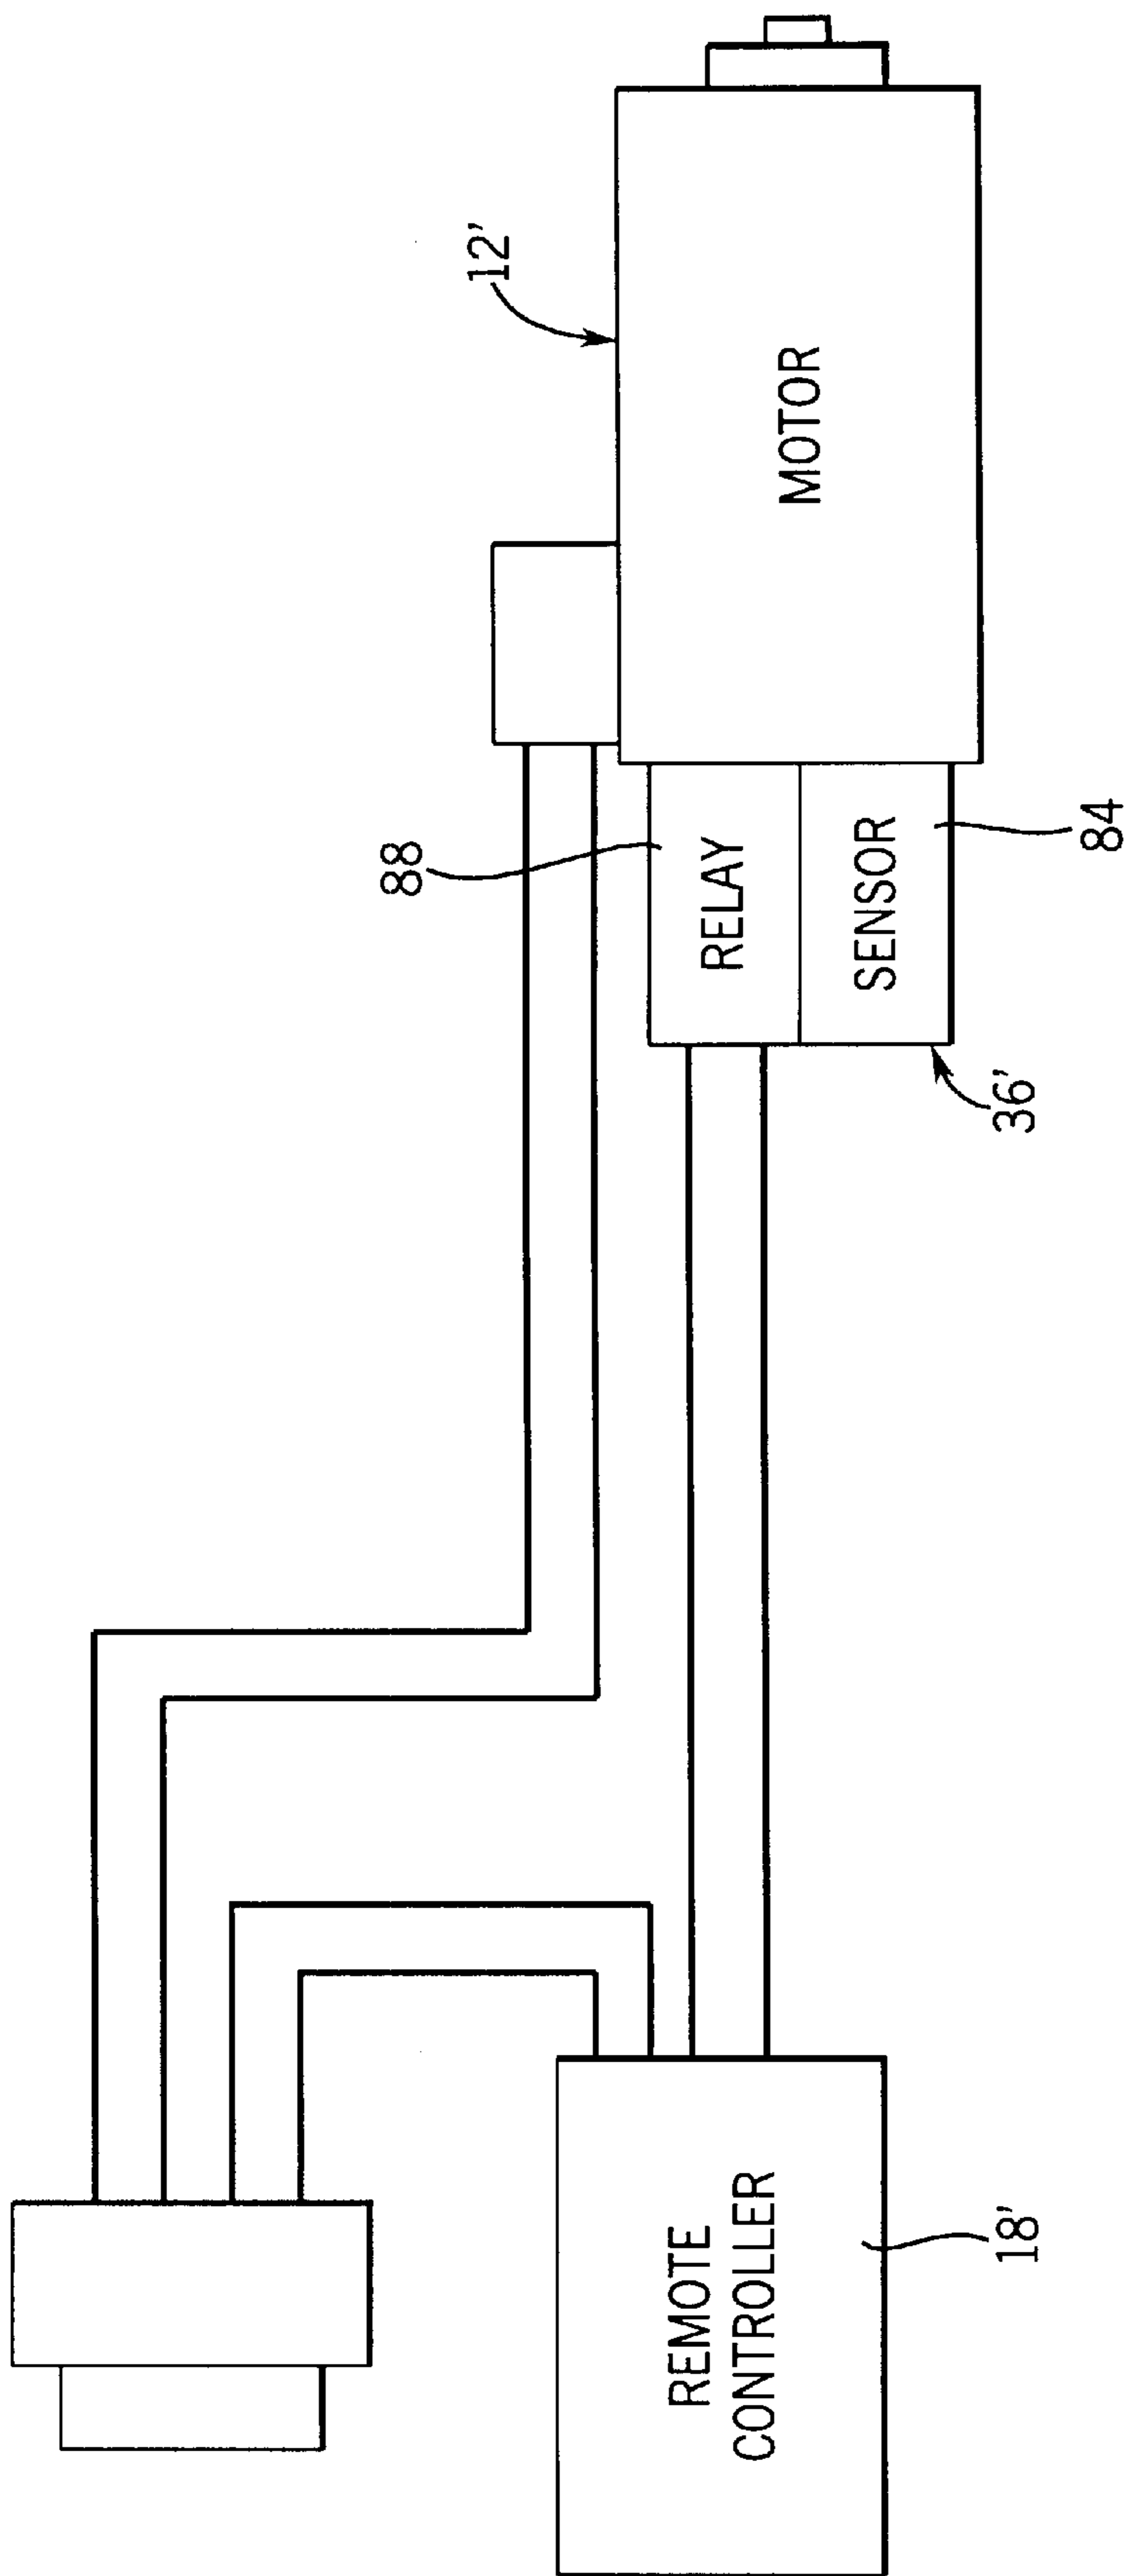 12'
MOTOR
88
RELAY
SENSOR
84
36'
REMOTE
CONTROLLER
18'